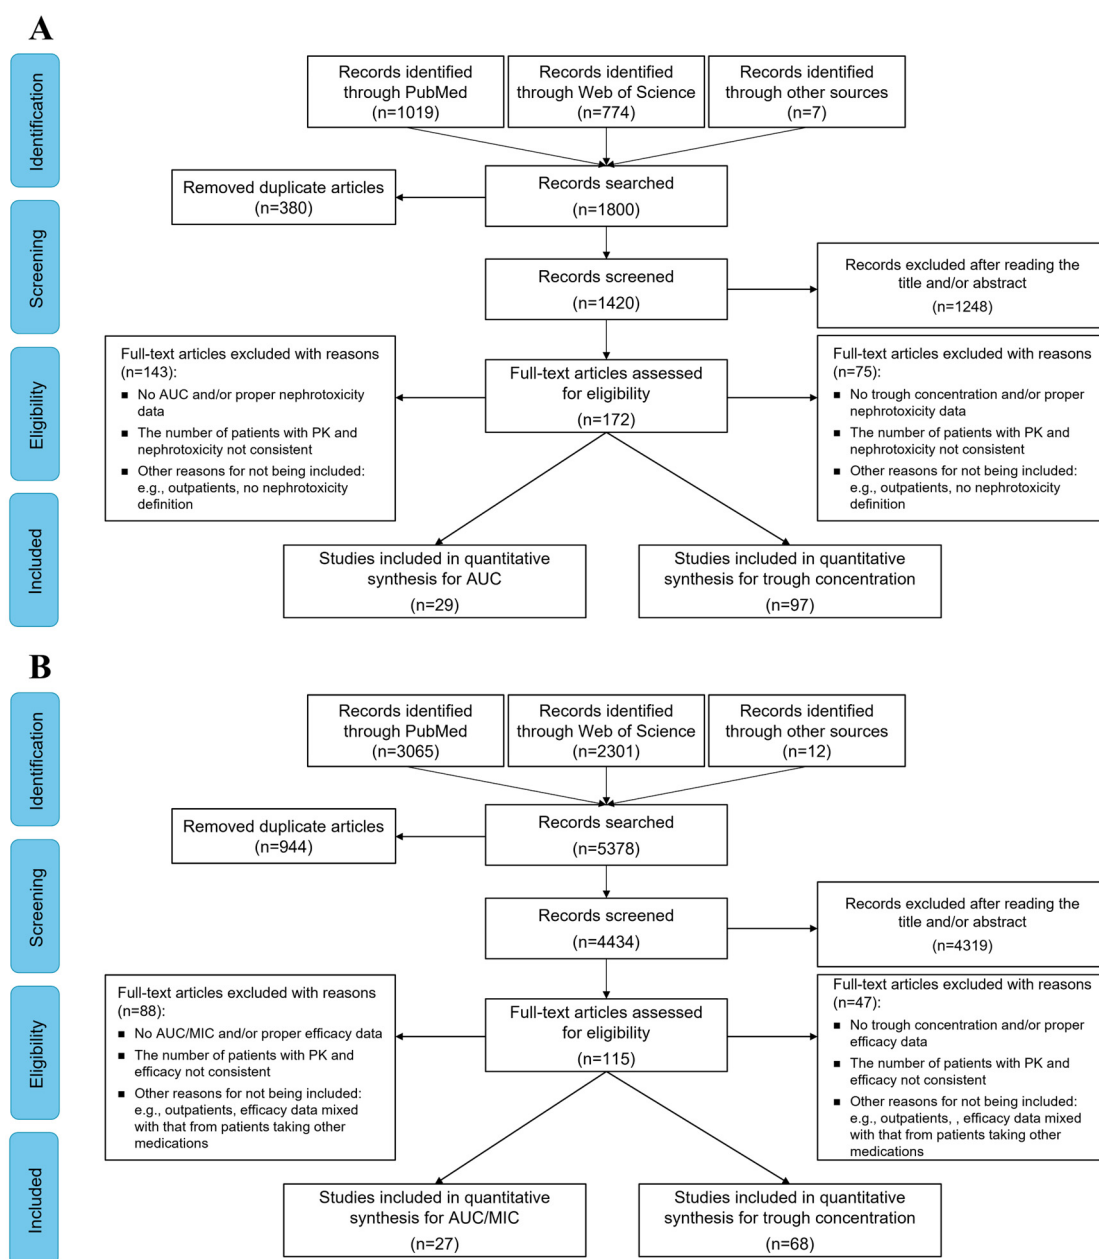 A
Identification
Records identified
through PubMed
(n=1019)
Records identified
through Web of Science
(n=774)
Records identified
through other sources
(n=7)
Removed duplicate articles
(n=380)
Records searched
(n=1800)
Screening
Records screened
(n=1420)
Records excluded after reading the
title and/or abstract
(n=1248)
Eligibility
Full-text articles excluded with reasons
(n=143):
■ No AUC and/or proper nephrotoxicity
data
■ The number of patients with PK and
nephrotoxicity not consistent
■ Other reasons for not being included:
e.g., outpatients, no nephrotoxicity
definition
Full-text articles assessed
for eligibility
(n=172)
Full-text articles excluded with reasons
(n=75):
■ No trough concentration and/or proper
nephrotoxicity data
■ The number of patients with PK and
nephrotoxicity not consistent
■ Other reasons for not being included:
e.g., outpatients, no nephrotoxicity
definition
Included
Studies included in quantitative
synthesis for AUC
(n=29)
Studies included in quantitative
synthesis for trough concentration
(n=97)
B
Identification
Records identified
through PubMed
(n=3065)
Records identified
through Web of Science
(n=2301)
Records identified
through other sources
(n=12)
Removed duplicate articles
(n=944)
Records searched
(n=5378)
Screening
Records screened
(n=4434)
Records excluded after reading the
title and/or abstract
(n=4319)
Eligibility
Full-text articles excluded with reasons
(n=88):
■ No AUC/MIC and/or proper efficacy data
■ The number of patients with PK and
efficacy not consistent
■ Other reasons for not being included:
e.g., outpatients, efficacy data mixed
with that from patients taking other
medications
Full-text articles assessed
for eligibility
(n=115)
Full-text articles excluded with reasons
(n=47):
■ No trough concentration and/or proper
efficacy data
■ The number of patients with PK and
efficacy not consistent
■ Other reasons for not being included:
e.g., outpatients, , efficacy data mixed
with that from patients taking other
medications
Included
Studies included in quantitative
synthesis for AUC/MIC
(n=27)
Studies included in quantitative
synthesis for trough concentration
(n=68)